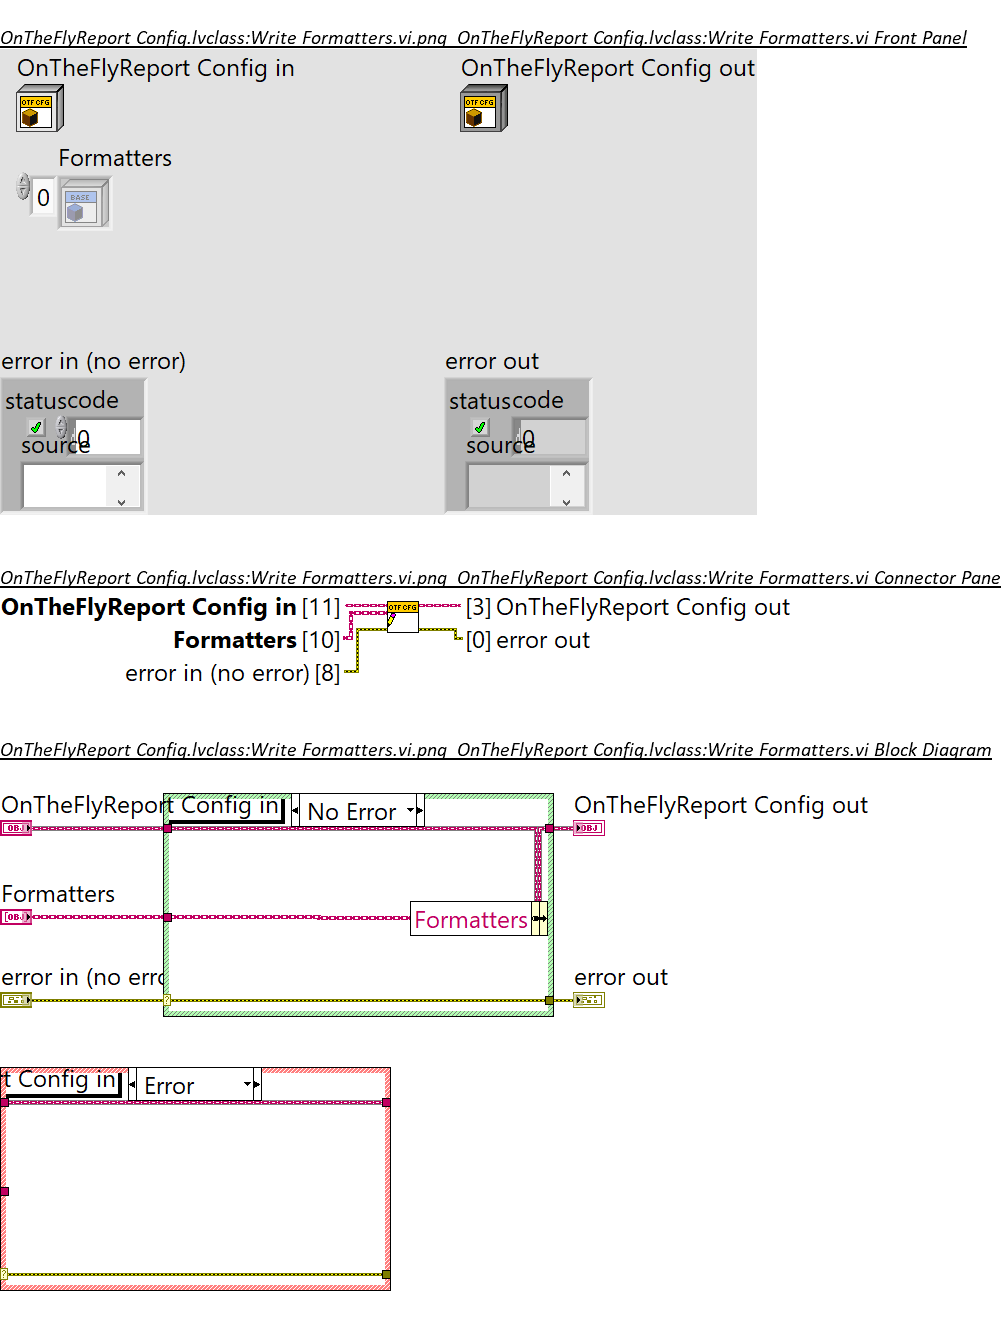 OnTheFlyReport Config.lvclass:Write Formatters.vi.png  OnTheFlyReport Config.lvclass:Write Formatters.vi Front Panel
OnTheFlyReport Config in
OnTheFlyReport Config out
OTF CFG
OTF CFG
Formatters
0
BASE
error in (no error)
error out
status code
status code
0
0
source
source
OnTheFlyReport Config.lvclass:Write Formatters.vi.png  OnTheFlyReport Config.lvclass:Write Formatters.vi Connector Pane
OnTheFlyReport Config in [11]
OTF CFG
[3] OnTheFlyReport Config out
Formatters [10]
[0] error out
error in (no error) [8]
OnTheFlyReport Config.lvclass:Write Formatters.vi.png  OnTheFlyReport Config.lvclass:Write Formatters.vi Block Diagram
OnTheFlyReport Config in
No Error
OnTheFlyReport Config out
OBJ
OBJ
Formatters
[OBJ]
Formatters
error in (no erro
error out
?
t Config in
Error
?